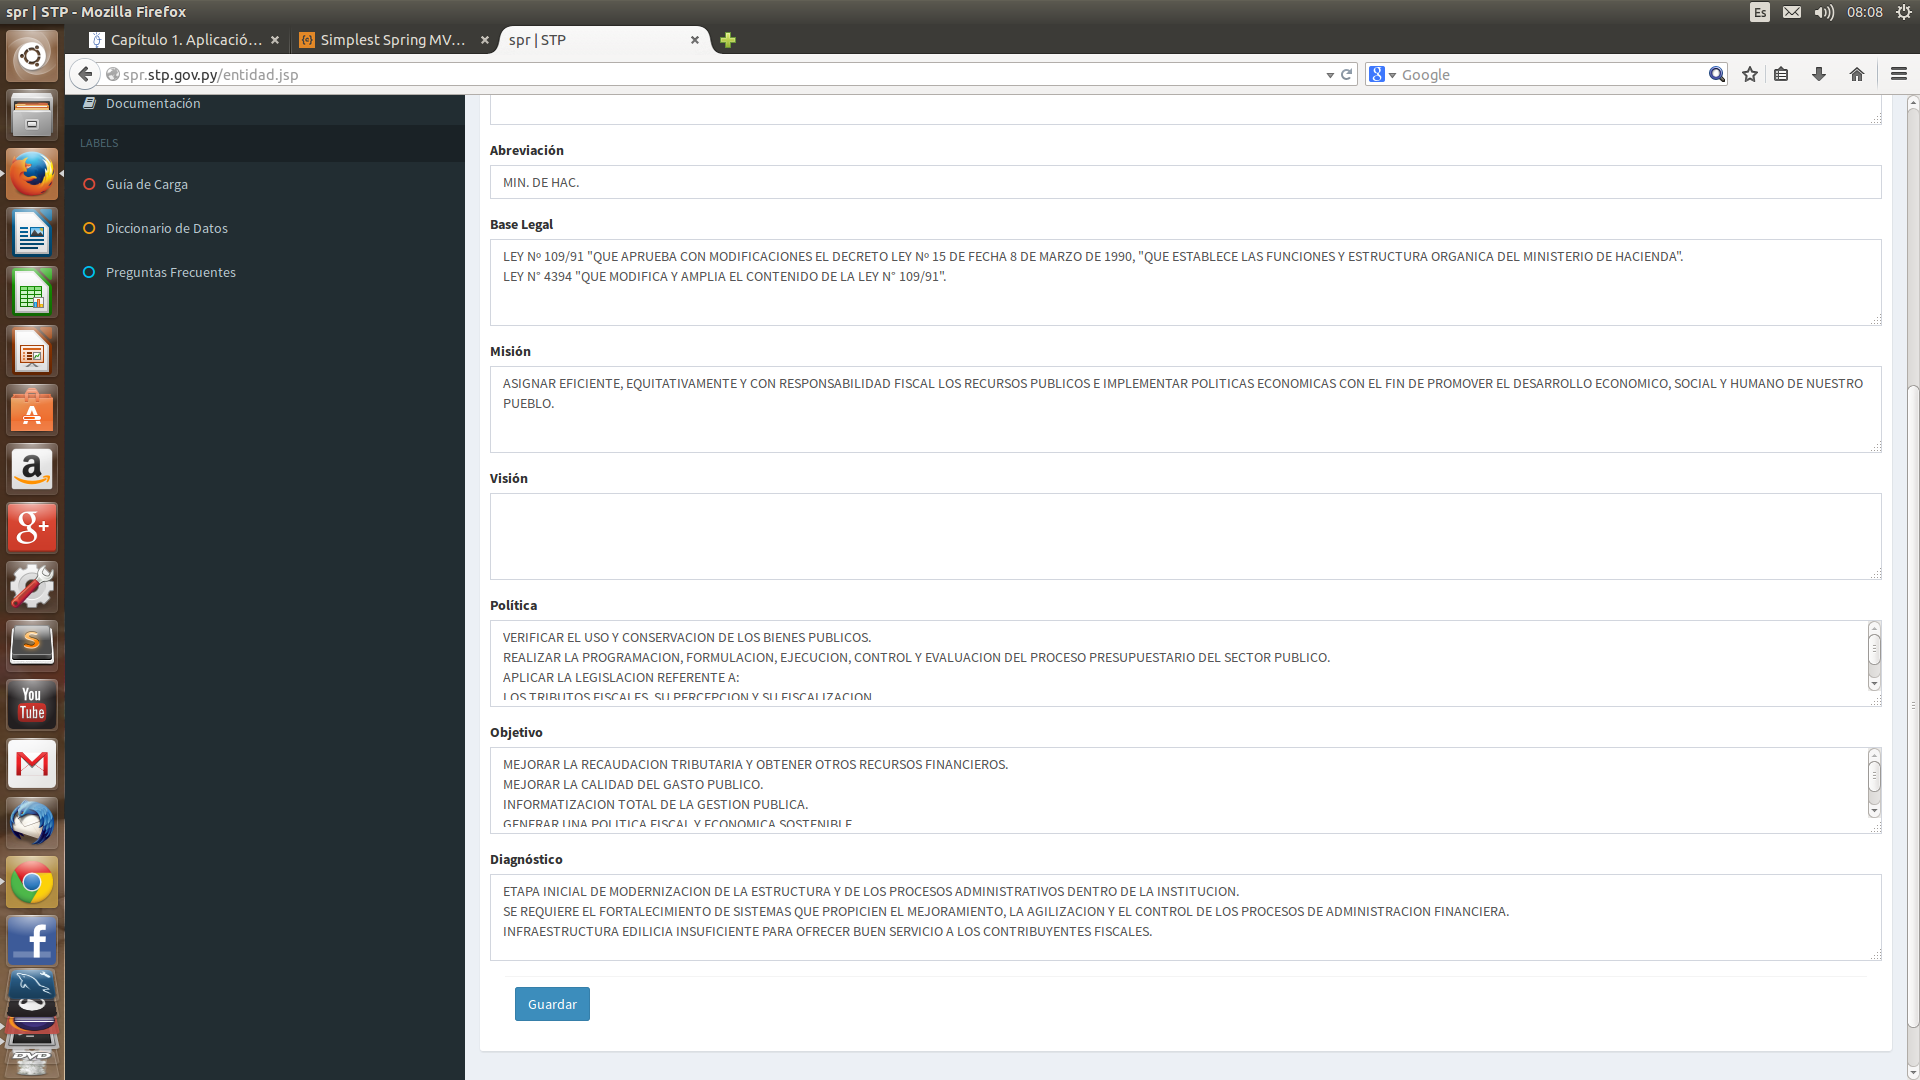 spr | STP - Mozilla Firefox
Es
08:08
Capítulo 1. Aplicació...
Simplest Spring MV...
spr | STP
spr.stp.gov.py/entidad.jsp
Google
Documentación
LABELS
Guía de Carga
Diccionario de Datos
Preguntas Frecuentes
Abreviación
MIN. DE HAC.
Base Legal
LEY Nº 109/91 "QUE APRUEBA CON MODIFICACIONES EL DECRETO LEY Nº 15 DE FECHA 8 DE MARZO DE 1990, "QUE ESTABLECE LAS FUNCIONES Y ESTRUCTURA ORGANICA DEL MINISTERIO DE HACIENDA".
LEY N° 4394 "QUE MODIFICA Y AMPLIA EL CONTENIDO DE LA LEY N° 109/91".
Misión
ASIGNAR EFICIENTE, EQUITATIVAMENTE Y CON RESPONSABILIDAD FISCAL LOS RECURSOS PUBLICOS E IMPLEMENTAR POLITICAS ECONOMICAS CON EL FIN DE PROMOVER EL DESARROLLO ECONOMICO, SOCIAL Y HUMANO DE NUESTRO
PUEBLO.
Visión
Política
VERIFICAR EL USO Y CONSERVACION DE LOS BIENES PUBLICOS.
REALIZAR LA PROGRAMACION, FORMULACION, EJECUCION, CONTROL Y EVALUACION DEL PROCESO PRESUPUESTARIO DEL SECTOR PUBLICO.
APLICAR LA LEGISLACION REFERENTE A:
LOS TRIBUTOS FISCALES, SU PERCEPCION Y SU FISCALIZACION
Objetivo
MEJORAR LA RECAUDACION TRIBUTARIA Y OBTENER OTROS RECURSOS FINANCIEROS.
MEJORAR LA CALIDAD DEL GASTO PUBLICO.
INFORMATIZACION TOTAL DE LA GESTION PUBLICA.
GENERAR UNA POLITICA FISCAL Y ECONOMICA SOSTENIBLE
Diagnóstico
ETAPA INICIAL DE MODERNIZACION DE LA ESTRUCTURA Y DE LOS PROCESOS ADMINISTRATIVOS DENTRO DE LA INSTITUCION.
SE REQUIERE EL FORTALECIMIENTO DE SISTEMAS QUE PROPICIEN EL MEJORAMIENTO, LA AGILIZACION Y EL CONTROL DE LOS PROCESOS DE ADMINISTRACION FINANCIERA.
INFRAESTRUCTURA EDILICIA INSUFICIENTE PARA OFRECER BUEN SERVICIO A LOS CONTRIBUYENTES FISCALES.
Guardar
You
Tube
DVD